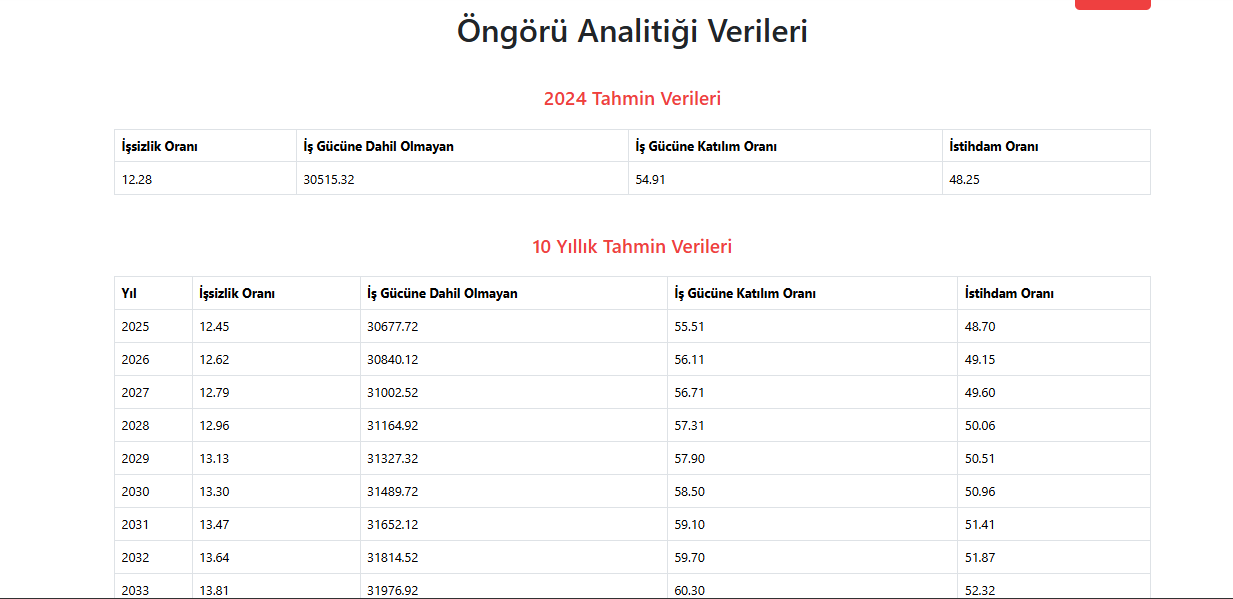 Öngörü Analitiği Verileri
2024 Tahmin Verileri
İşsizlik Oranı İş Gücüne Dahil Olmayan İş Gücüne Katılım Oranı İstihdam Oranı
12.28 30515.32 54.91 48.25
10 Yıllık Tahmin Verileri
Yıl İşsizlik Oranı İş Gücüne Dahil Olmayan İş Gücüne Katılım Oranı İstihdam Oranı
2025 12.45 30677.72 55.51 48.70
2026 12.62 30840.12 56.11 49.15
2027 12.79 31002.52 56.71 49.60
2028 12.96 31164.92 57.31 50.06
2029 13.13 31327.32 57.90 50.51
2030 13.30 31489.72 58.50 50.96
2031 13.47 31652.12 59.10 51.41
2032 13.64 31814.52 59.70 51.87
2033 13.81 31976.92 60.30 52.32